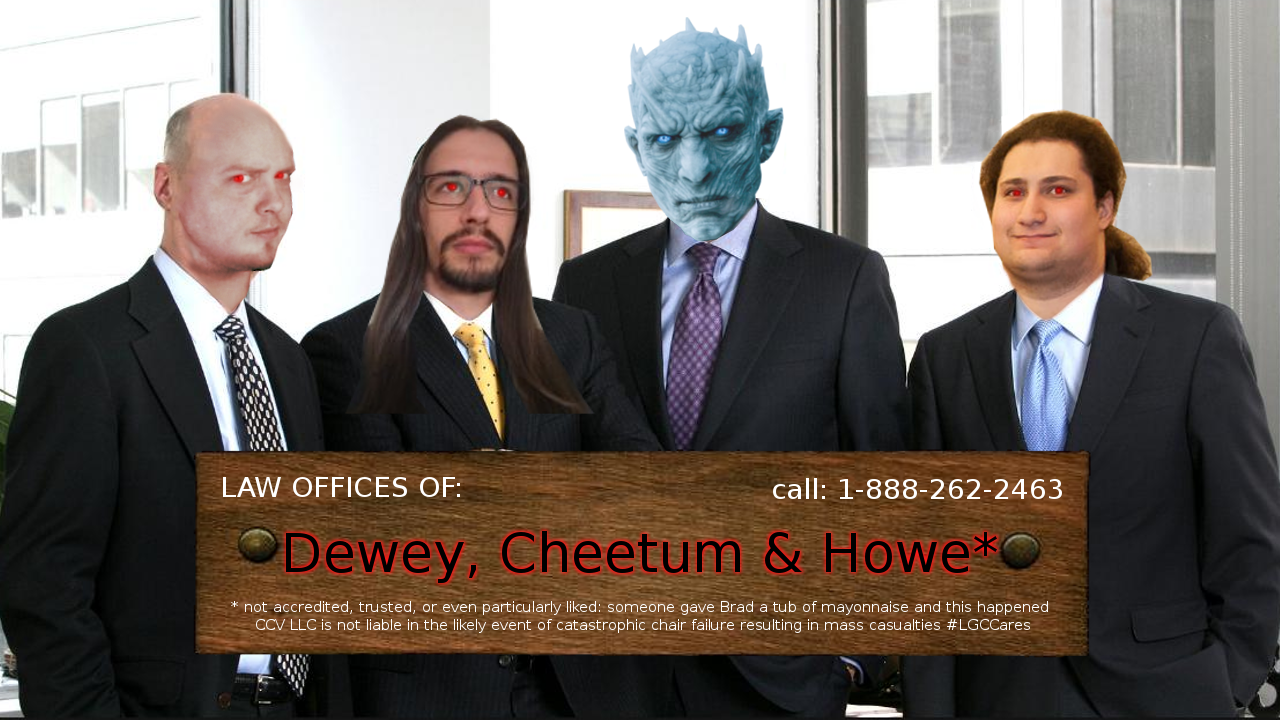 LAW OFFICES OF:
call: 1-888-262-2463
Dewey, Cheetum & Howe*
* not accredited, trusted, or even particularly liked: someone gave Brad a tub of mayonnaise and this happened
CCV LLC is not liable in the likely event of catastrophic chair failure resulting in mass casualties #LGCCares